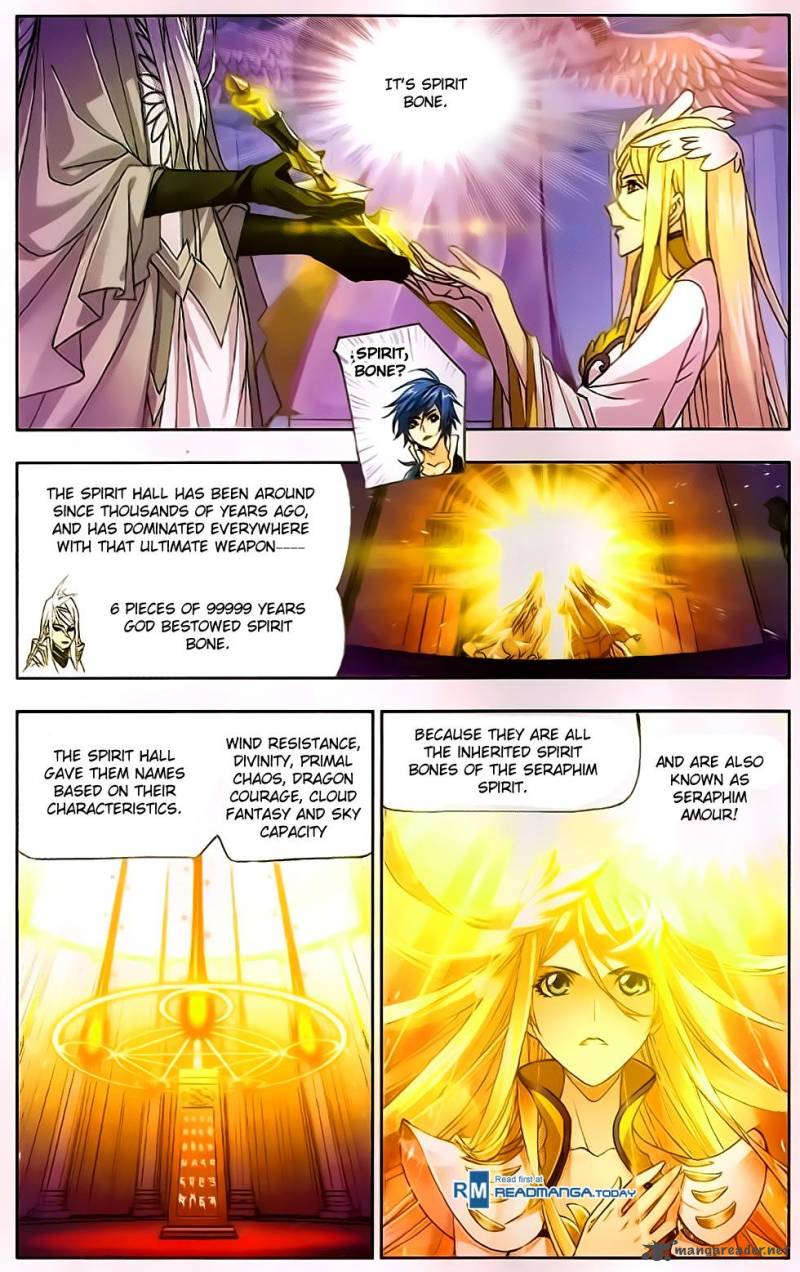 IT'S SPIRIT
BONE.
SPIRIT,
BONE?
THE SPIRIT HALL HAS BEEN AROUND
SINCE THOUSANDS OF YEARS AGO,
AND HAS DOMINATED EVERYWHERE
WITH THAT ULTIMATE WEAPON----
6 PIECES OF 99999 YEARS
GOD BESTOWED SPIRIT
BONE.
THE SPIRIT HALL
GAVE THEM NAMES
BASED ON THEIR
CHARACTERISTICS.
WIND RESISTANCE,
DIVINITY, PRIMAL
CHAOS, DRAGON
COURAGE, CLOUD
FANTASY AND SKY
CAPACITY
BECAUSE THEY ARE ALL
THE INHERITED SPIRIT
BONES OF THE SERAPHIM
SPIRIT.
AND ARE ALSO
KNOWN AS
SERAPHIM
AMOUR!
RM
Read first at
READMANGA.TODAY
mangareader.net